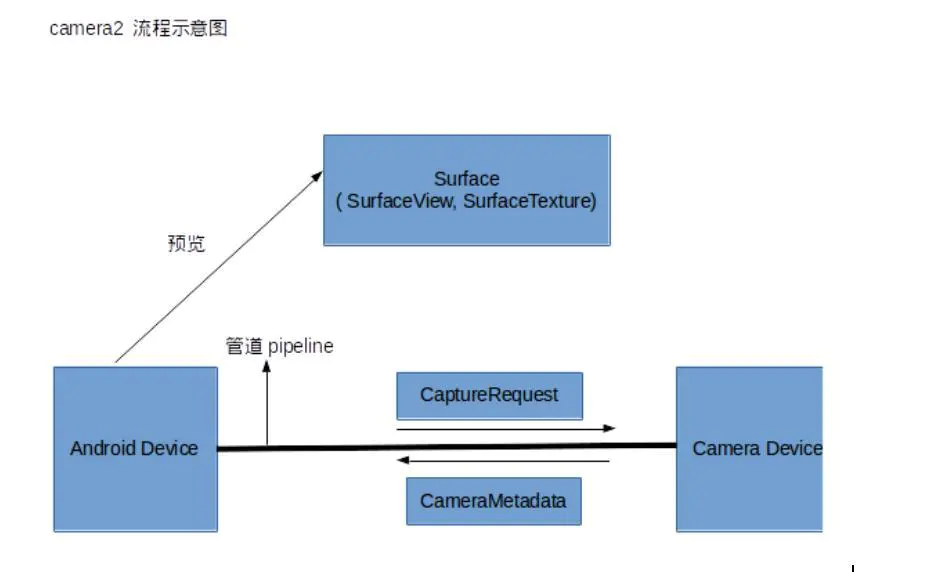 camera2 流程示意图
Surface
( SurfaceView, SurfaceTexture)
预览
管道 pipeline
CaptureRequest
Android Device
Camera Device
CameraMetadata